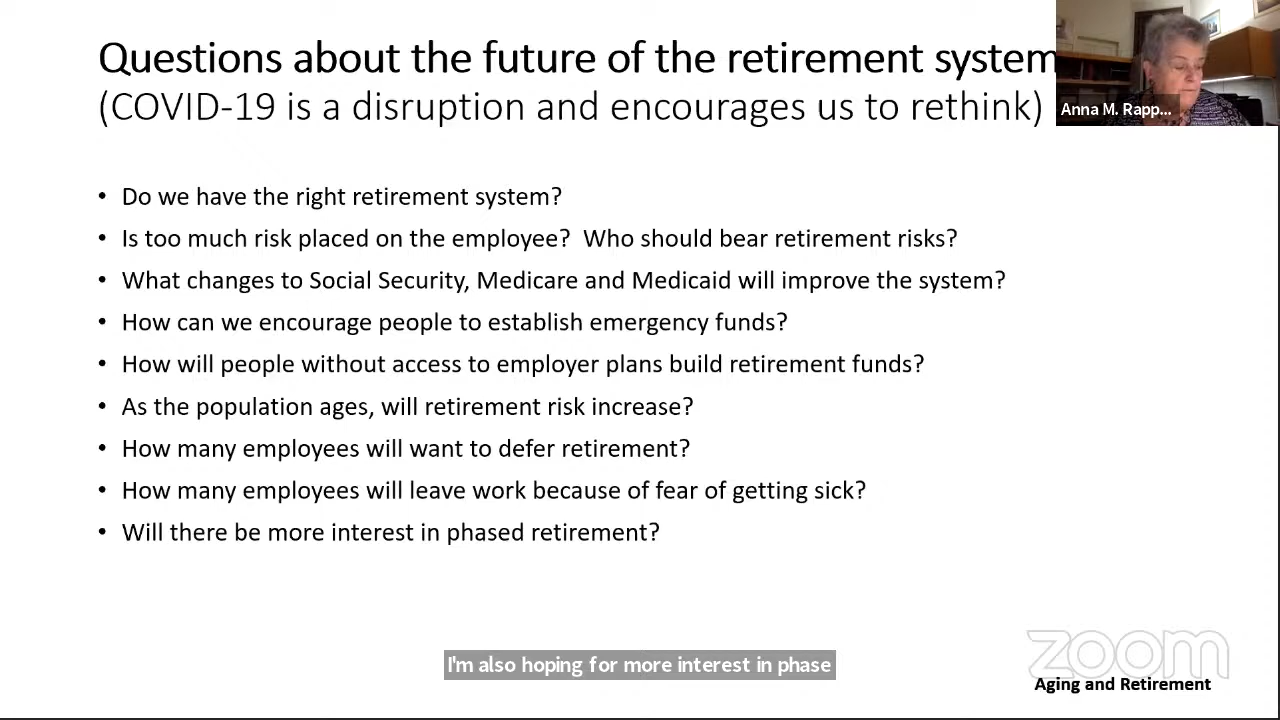 Questions about the future of the retirement system
(COVID-19 is a disruption and encourages us to rethink)
Anna M. Rapp...
• Do we have the right retirement system?
• Is too much risk placed on the employee?  Who should bear retirement risks?
• What changes to Social Security, Medicare and Medicaid will improve the system?
• How can we encourage people to establish emergency funds?
• How will people without access to employer plans build retirement funds?
• As the population ages, will retirement risk increase?
• How many employees will want to defer retirement?
• How many employees will leave work because of fear of getting sick?
• Will there be more interest in phased retirement?
I'm also hoping for more interest in phase
zoom
Aging and Retirement